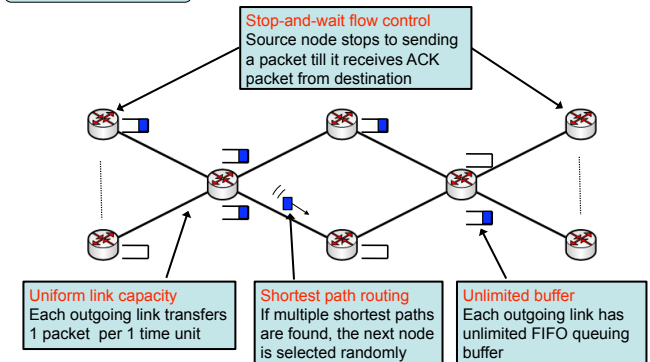 Stop-and-wait flow control
Source node stops to sending
a packet till it receives ACK
packet from destination
Uniform link capacity
Each outgoing link transfers
1 packet per 1 time unit
Shortest path routing
If multiple shortest paths
are found, the next node
is selected randomly
Unlimited buffer
Each outgoing link has
unlimited FIFO queuing
buffer